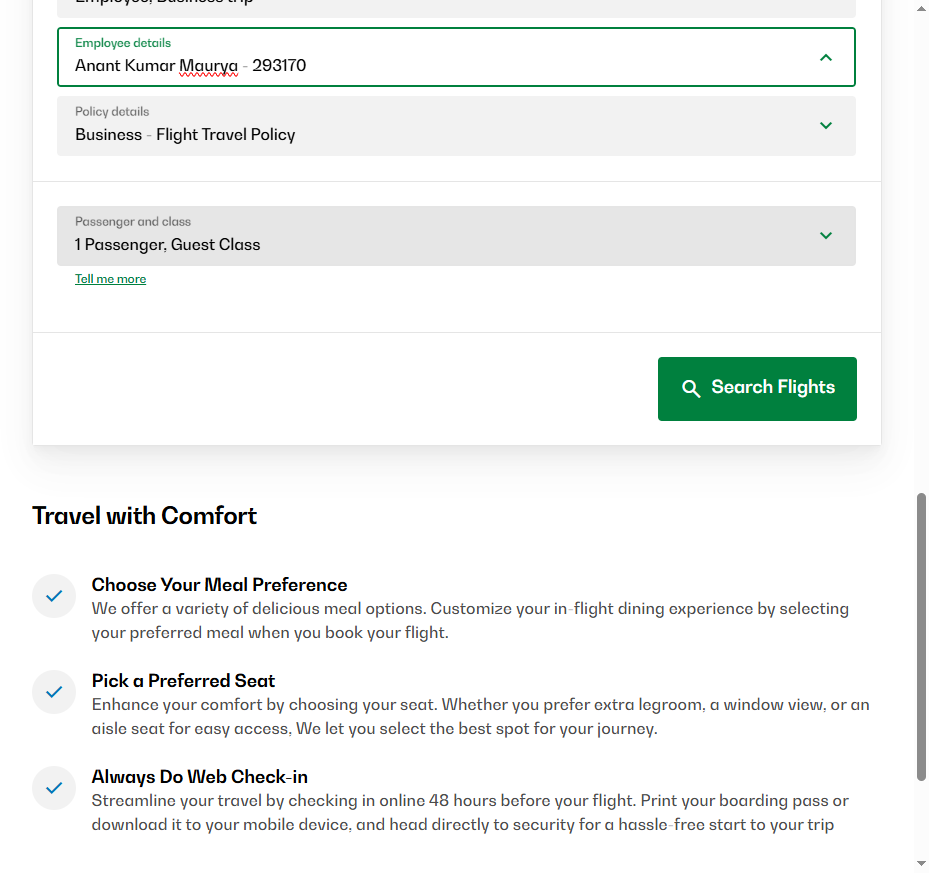 Employee, Business trip
Employee details
Anant Kumar Maurya - 293170
Policy details
Business - Flight Travel Policy
Passenger and class
1 Passenger, Guest Class
Tell me more
Search Flights
Travel with Comfort
Choose Your Meal Preference
We offer a variety of delicious meal options. Customize your in-flight dining experience by selecting
your preferred meal when you book your flight.
Pick a Preferred Seat
Enhance your comfort by choosing your seat. Whether you prefer extra legroom, a window view, or an
aisle seat for easy access, We let you select the best spot for your journey.
Always Do Web Check-in
Streamline your travel by checking in online 48 hours before your flight. Print your boarding pass or
download it to your mobile device, and head directly to security for a hassle-free start to your trip